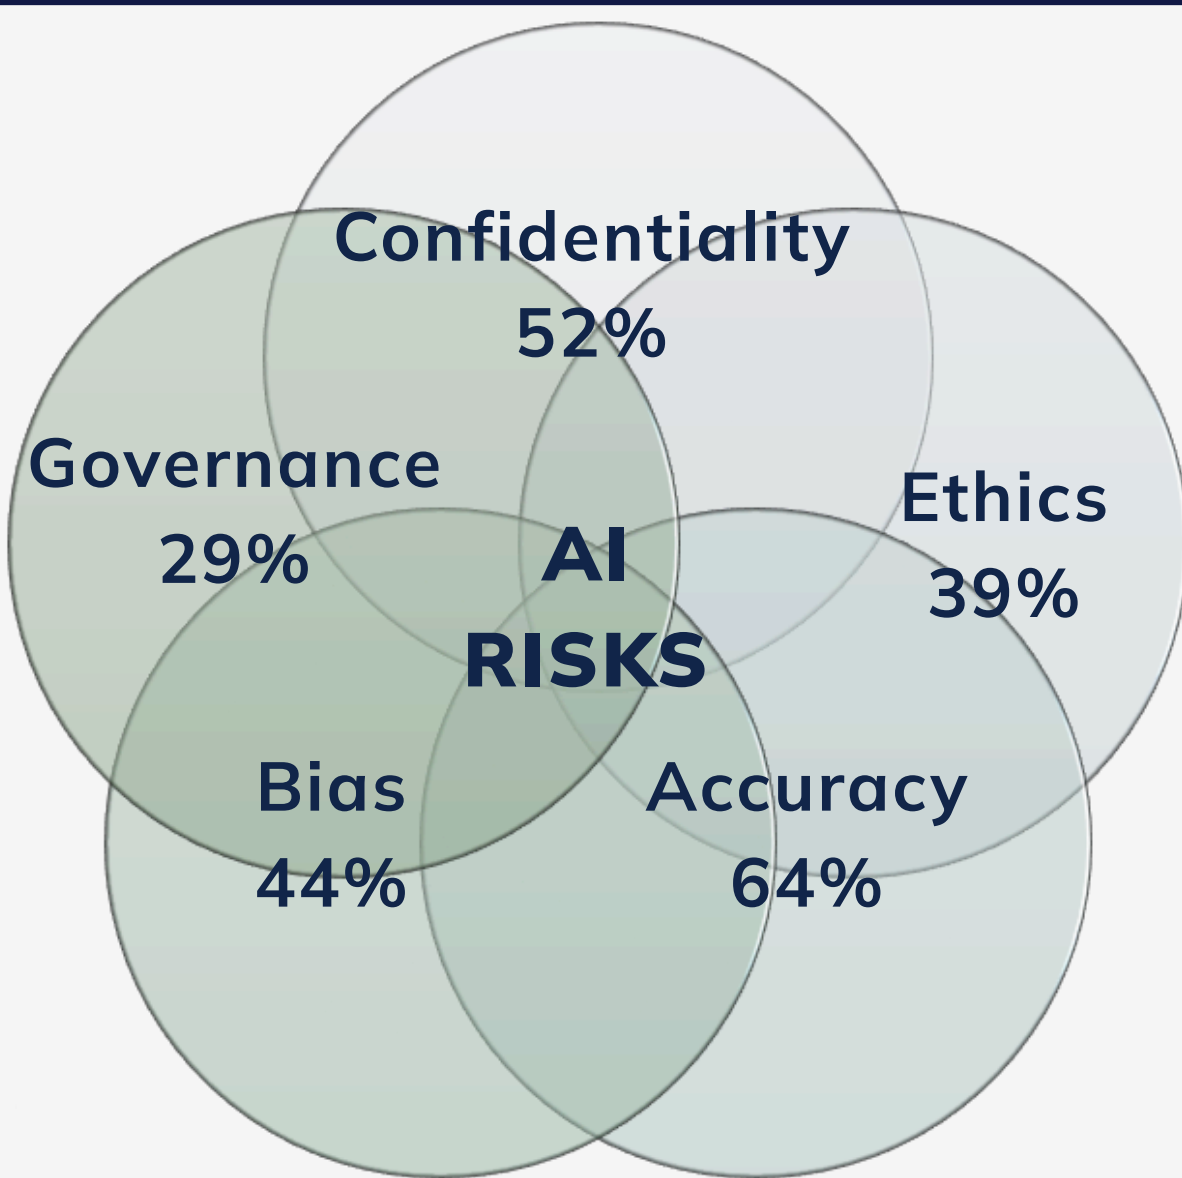 Confidentiality
52%
Governance
29%
Ethics
39%
AI
RISKS
Bias
44%
Accuracy
64%